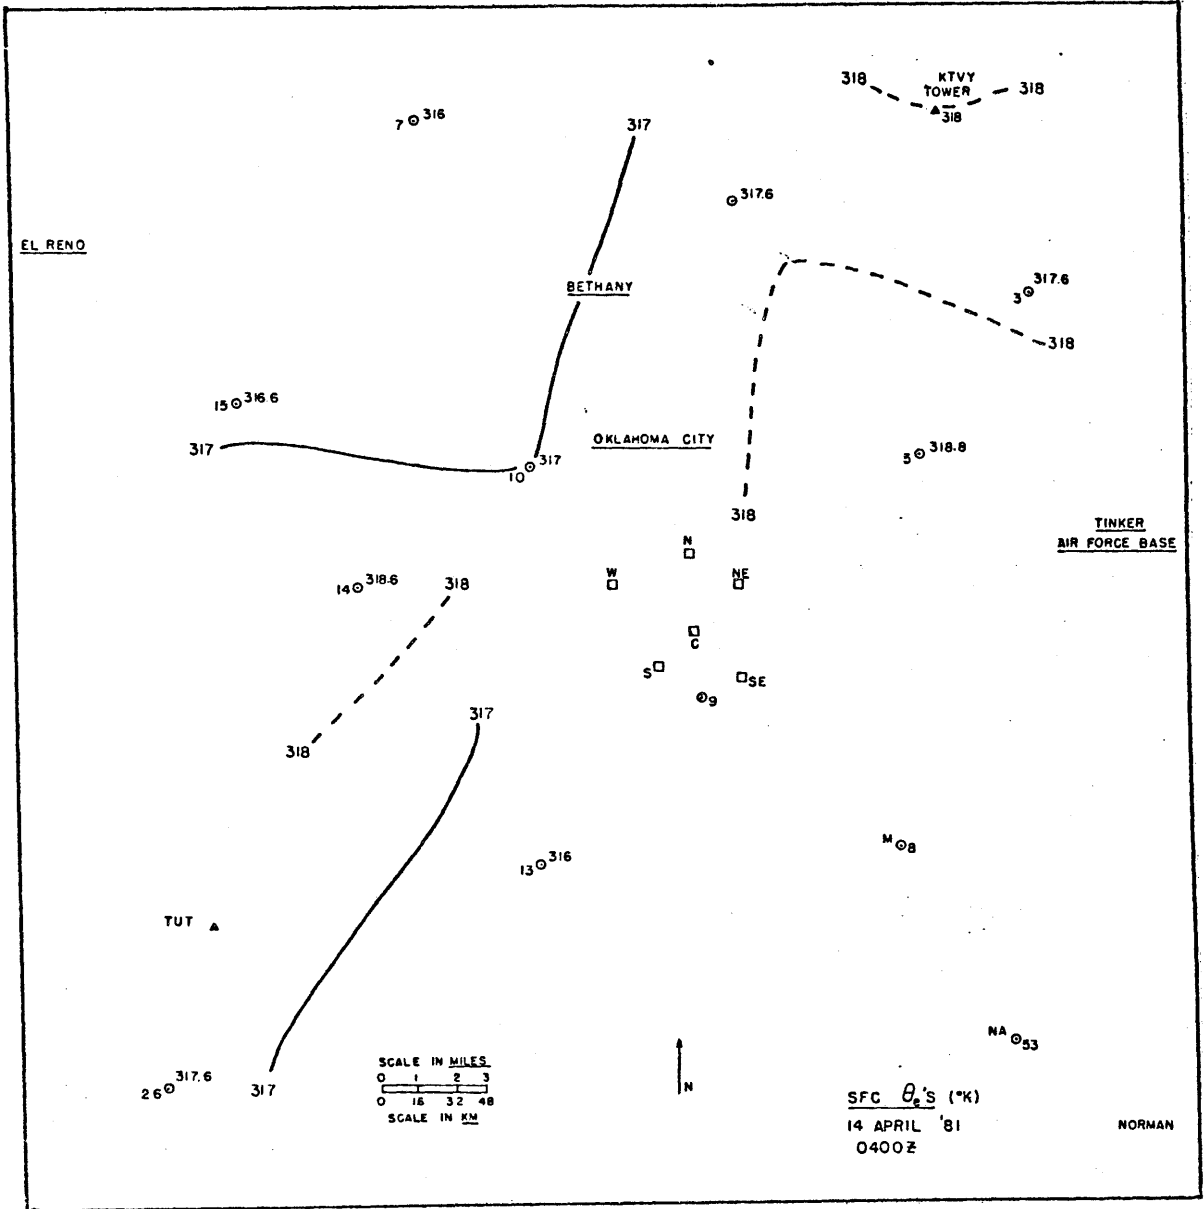 318
KTVY
TOWER
318
318
7 316
317
317.6
EL RENO
BETHANY
3 317.6
318
15 316.6
317
10 317
OKLAHOMA CITY
5 318.8
318
TINKER
AIR FORCE BASE
N
W
NE
14 318.6
318
C
S
SE
9
317
318
M 8
13 316
TUT
NA 53
26 317.6
317
SCALE IN MILES
0 1 2 3
0 1.6 3.2 4.8
SCALE IN KM
N
SFC θe'S (°K)
14 APRIL '81
0400Z
NORMAN